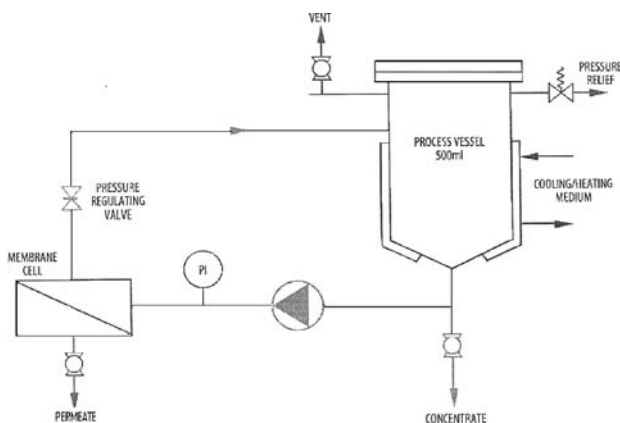 VENT
PRESSURE
RELIEF
PROCESS VESSEL
500ml
COOLING/HEATING
MEDIUM
PRESSURE
REGULATING
VALVE
MEMBRANE
CELL
PI
PERMEATE
CONCENTRATE